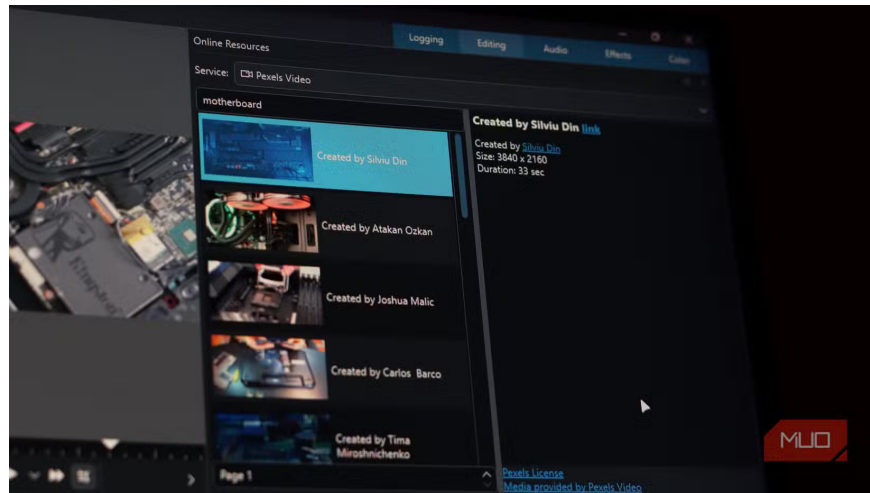 Logging
Editing
Audio
Effects
Color
Online Resources
Service: Pexels Video
motherboard
Created by Silviu Din
Created by Atakan Ozkan
Created by Joshua Malic
Created by Carlos Barco
Created by Tima
Miroshnichenko
Page 1
Created by Silviu Din link
Created by Silviu Din
Size: 3840 x 2160
Duration: 33 sec
Pexels License
Media provided by Pexels Video
Kingston
MUO